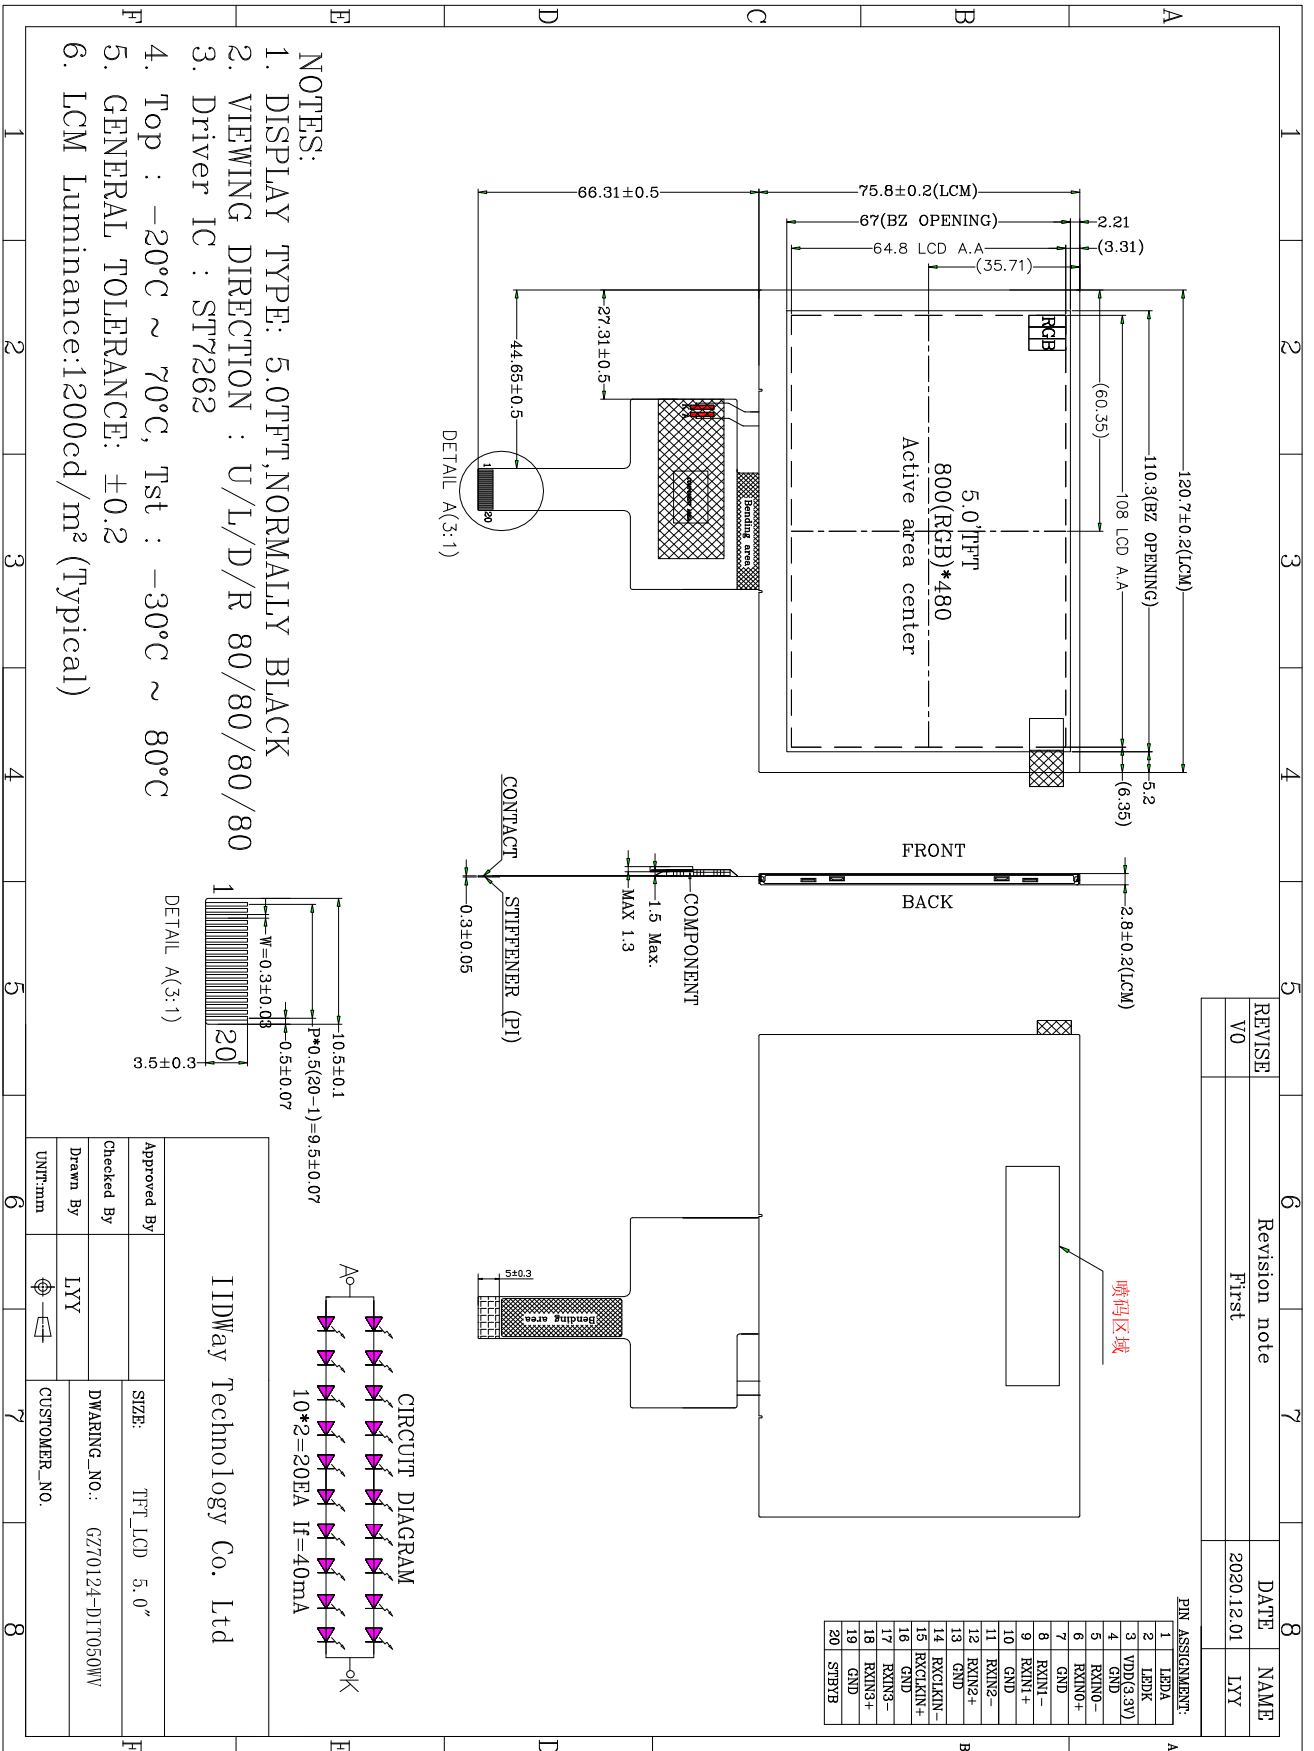 1
2
3
4
5
6
7
8
A
B
C
D
E
F
A
B
D
E
F
REVISE
Revision note
DATE
NAME
V0
First
2020.12.01
LYY
PIN ASSIGNMENT:
1 LEDA
2 LEDK
3 VDD(3.3V)
4 GND
5 RXIN0-
6 RXIN0+
7 GND
8 RXIN1-
9 RXIN1+
10 GND
11 RXIN2-
12 RXIN2+
13 GND
14 RXCLKIN-
15 RXCLKIN+
16 GND
17 RXIN3-
18 RXIN3+
19 GND
20 STBYB
120.7±0.2(LCM)
110.3(BZ OPENING)
5.2
108 LCD A.A
(6.35)
(60.35)
2.21
(3.31)
75.8±0.2(LCM)
67(BZ OPENING)
64.8 LCD A.A
(35.71)
66.31±0.5
27.31±0.5
44.65±0.5
RGB
5.0'TFT
800(RGB)*480
Active area center
Bending area
1
20
DETAIL A(3:1)
2.8±0.2(LCM)
FRONT
BACK
COMPONENT
1.5 Max.
MAX 1.3
CONTACT
STIFFENER (PI)
0.3±0.05
喷码区域
5±0.3
Bending area
CIRCUIT DIAGRAM
A
K
10*2=20EA If=40mA
10.5±0.1
P*0.5(20-1)=9.5±0.07
0.5±0.07
W=0.3±0.03
3.5±0.3
1
20
DETAIL A(3:1)
NOTES:
1. DISPLAY TYPE: 5.0TFT,NORMALLY BLACK
2. VIEWING DIRECTION : U/L/D/R 80/80/80/80
3. Driver IC : ST7262
4. Top : -20°C ~ 70°C, Tst : -30°C ~ 80°C
5. GENERAL TOLERANCE: ±0.2
6. LCM Luminance:1200cd/m² (Typical)
IIDWay Technology Co. Ltd
Approved By
Checked By
Drawn By
LYY
UNIT:mm
SIZE: TFT_LCD 5.0"
DWARING_NO.: GZ70124-DIT050WV
CUSTOMER_NO.
1
2
3
4
5
6
7
8